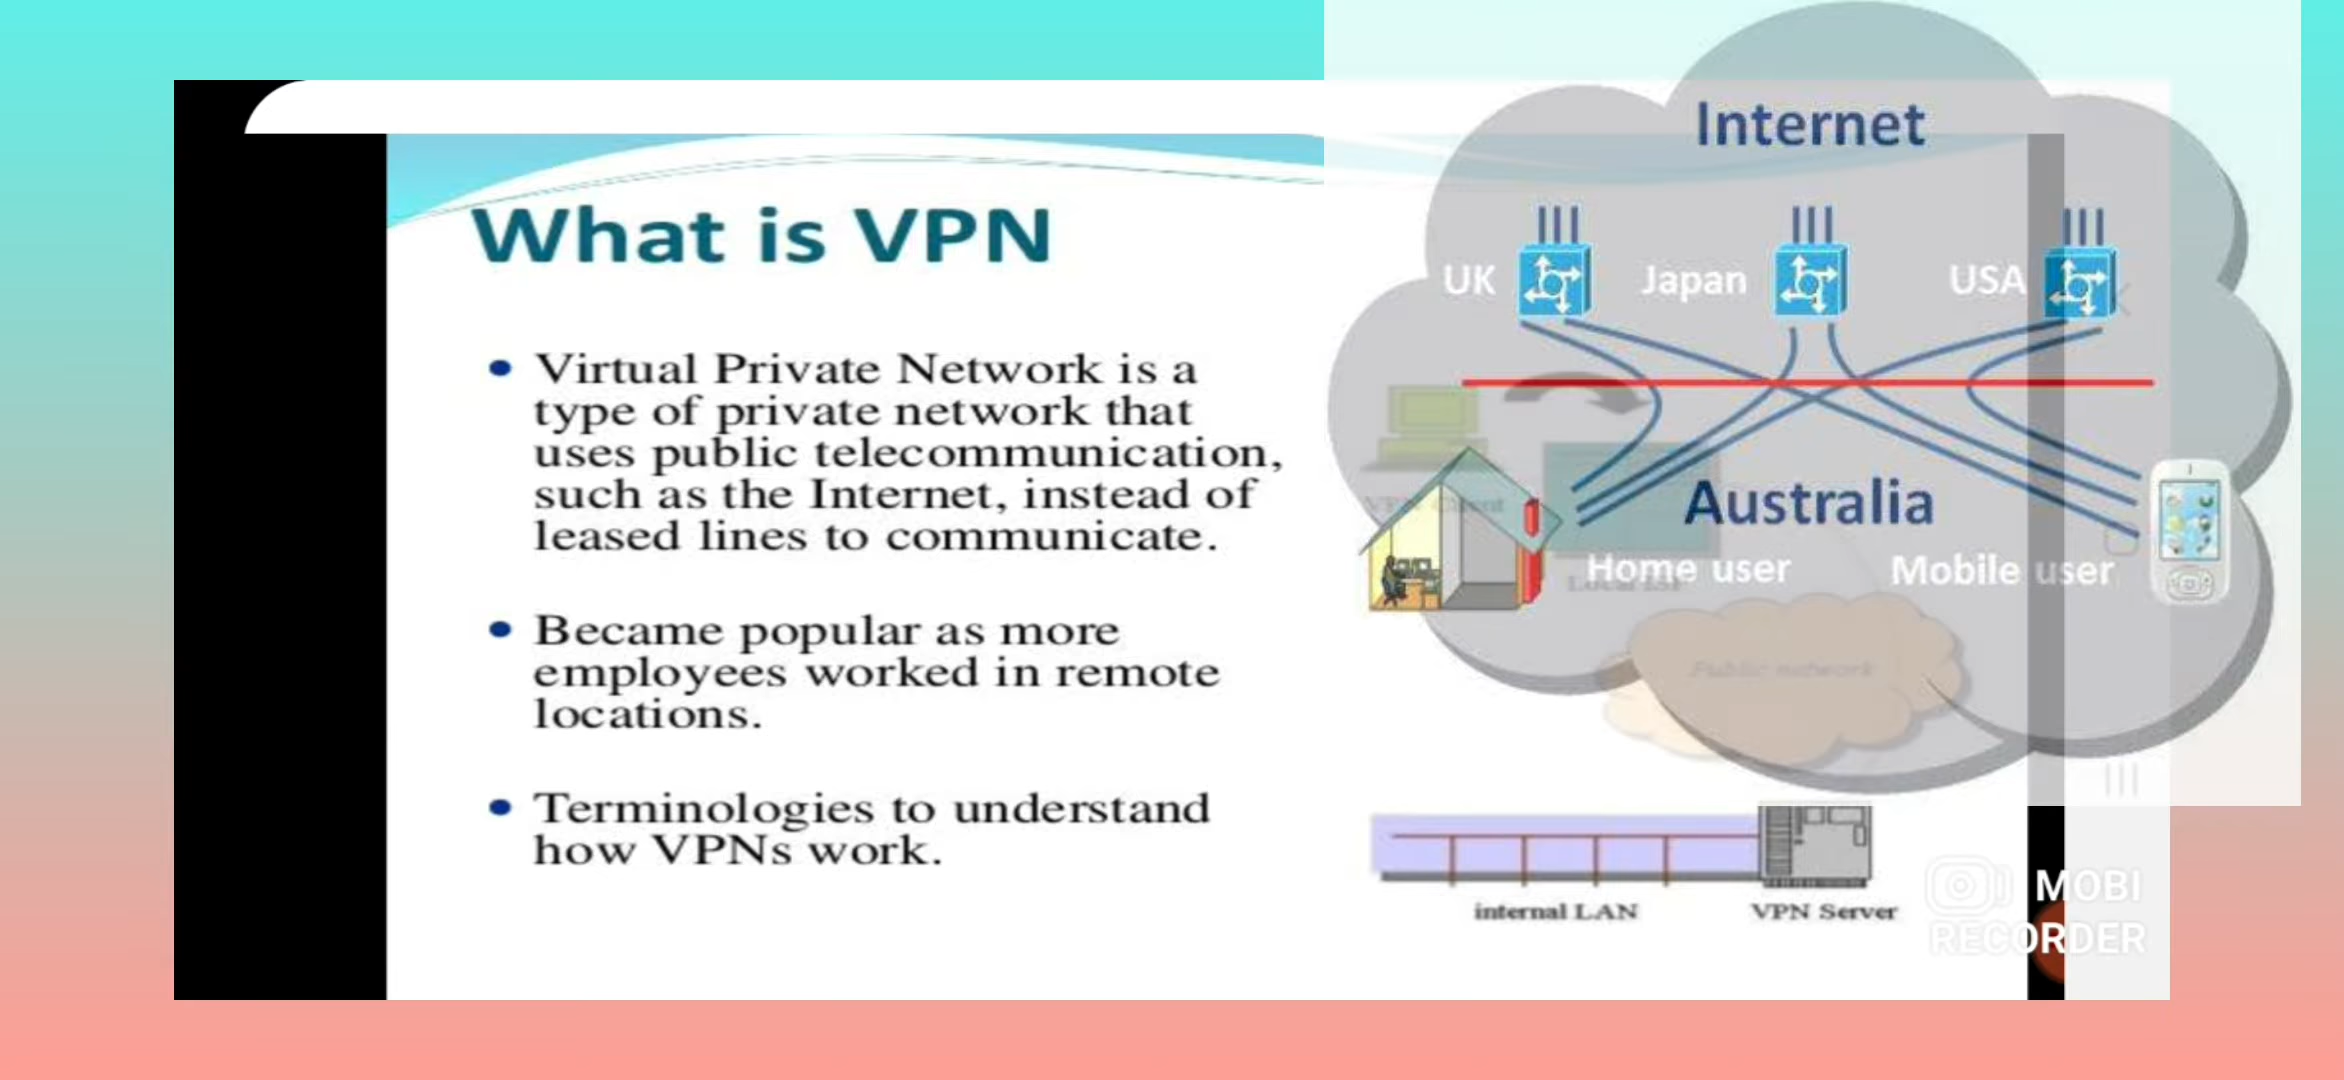 What is VPN
• Virtual Private Network is a
type of private network that
uses public telecommunication,
such as the Internet, instead of
leased lines to communicate.
• Became popular as more
employees worked in remote
locations.
• Terminologies to understand
how VPNs work.
Internet
UK
Japan
USA
Australia
Home user
Mobile user
Public network
internal LAN
VPN Server
MOBI
RECORDER